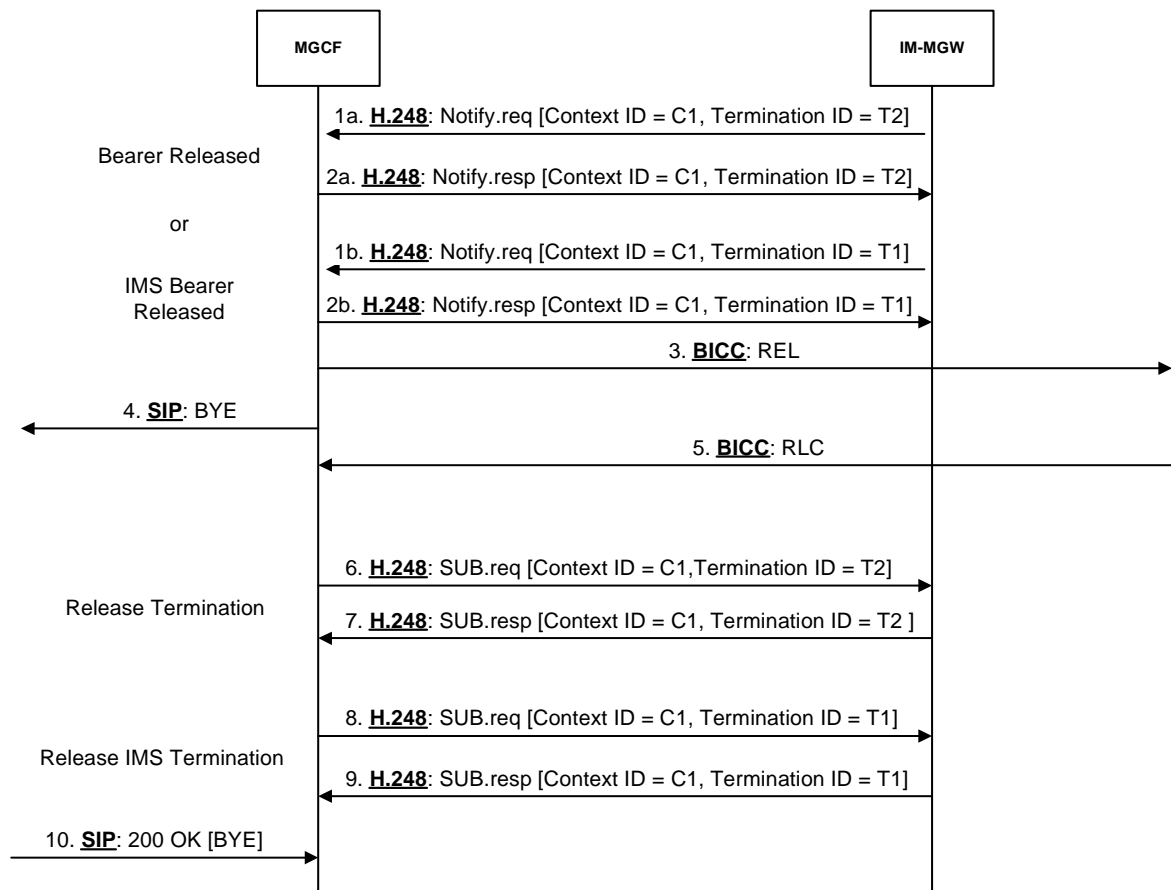 MGCF
IM-MGW
1a. H.248: Notify.req [Context ID = C1, Termination ID = T2]
Bearer Released
2a. H.248: Notify.resp [Context ID = C1, Termination ID = T2]
or
1b. H.248: Notify.req [Context ID = C1, Termination ID = T1]
IMS Bearer
Released
2b. H.248: Notify.resp [Context ID = C1, Termination ID = T1]
3. BICC: REL
4. SIP: BYE
5. BICC: RLC
6. H.248: SUB.req [Context ID = C1,Termination ID = T2]
Release Termination
7. H.248: SUB.resp [Context ID = C1, Termination ID = T2 ]
8. H.248: SUB.req [Context ID = C1, Termination ID = T1]
Release IMS Termination
9. H.248: SUB.resp [Context ID = C1, Termination ID = T1]
10. SIP: 200 OK [BYE]